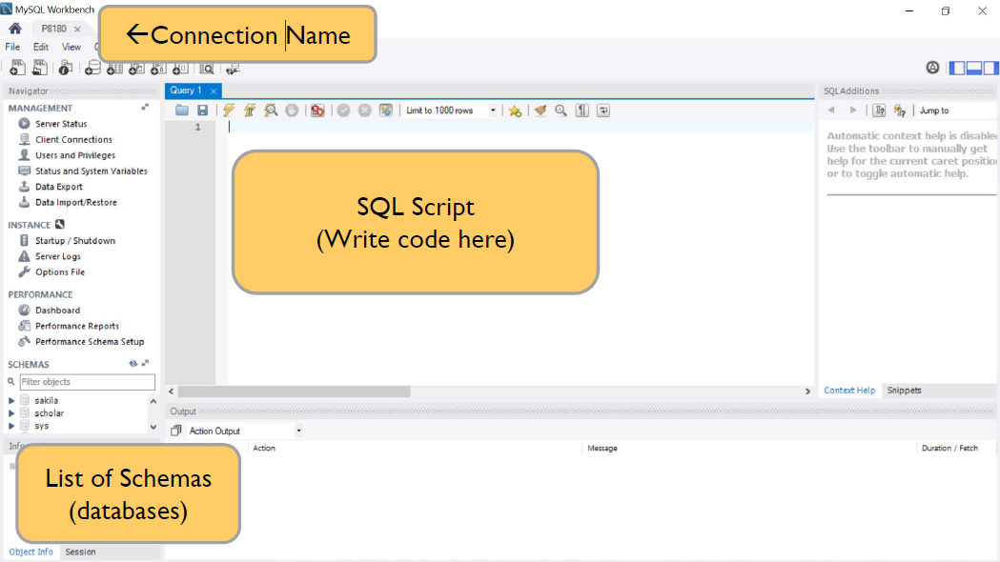 MySQL Workbench
P8180
←Connection Name
File Edit View
Navigator
MANAGEMENT
Server Status
Client Connections
Users and Privileges
Status and System Variables
Data Export
Data Import/Restore
INSTANCE
Startup / Shutdown
Server Logs
Options File
PERFORMANCE
Dashboard
Performance Reports
Performance Schema Setup
SCHEMAS
Filter objects
sakila
scholar
sys
List of Schemas
(databases)
Object Info Session
Query 1
Limit to 1000 rows
1
SQL Script
(Write code here)
Output
Action Output
Action Message Duration / Fetch
SQLAdditions
Jump to
Automatic context help is disable
Use the toolbar to manually get
help for the current caret positio
or to toggle automatic help.
Context Help Snippets